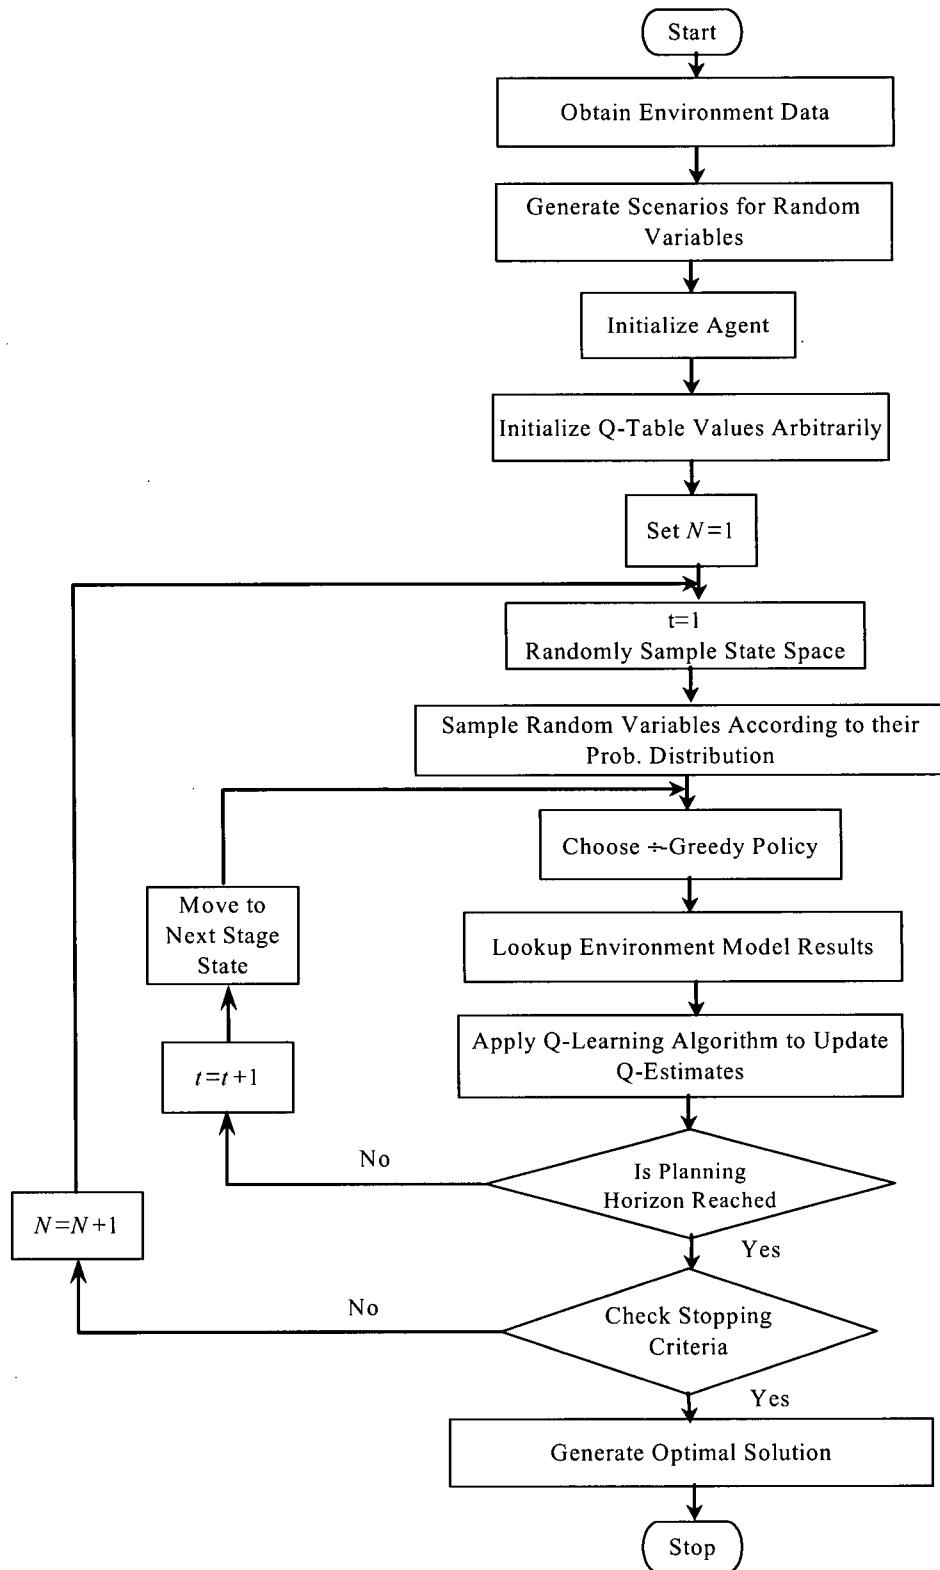 Start
Obtain Environment Data
Generate Scenarios for Random
Variables
Initialize Agent
Initialize Q-Table Values Arbitrarily
Set N=1
t=1
Randomly Sample State Space
Sample Random Variables According to their
Prob. Distribution
Choose ÷-Greedy Policy
Move to
Next Stage
State
Lookup Environment Model Results
Apply Q-Learning Algorithm to Update
Q-Estimates
t=t+1
No
Is Planning
Horizon Reached
N=N+1
Yes
No
Check Stopping
Criteria
Yes
Generate Optimal Solution
Stop